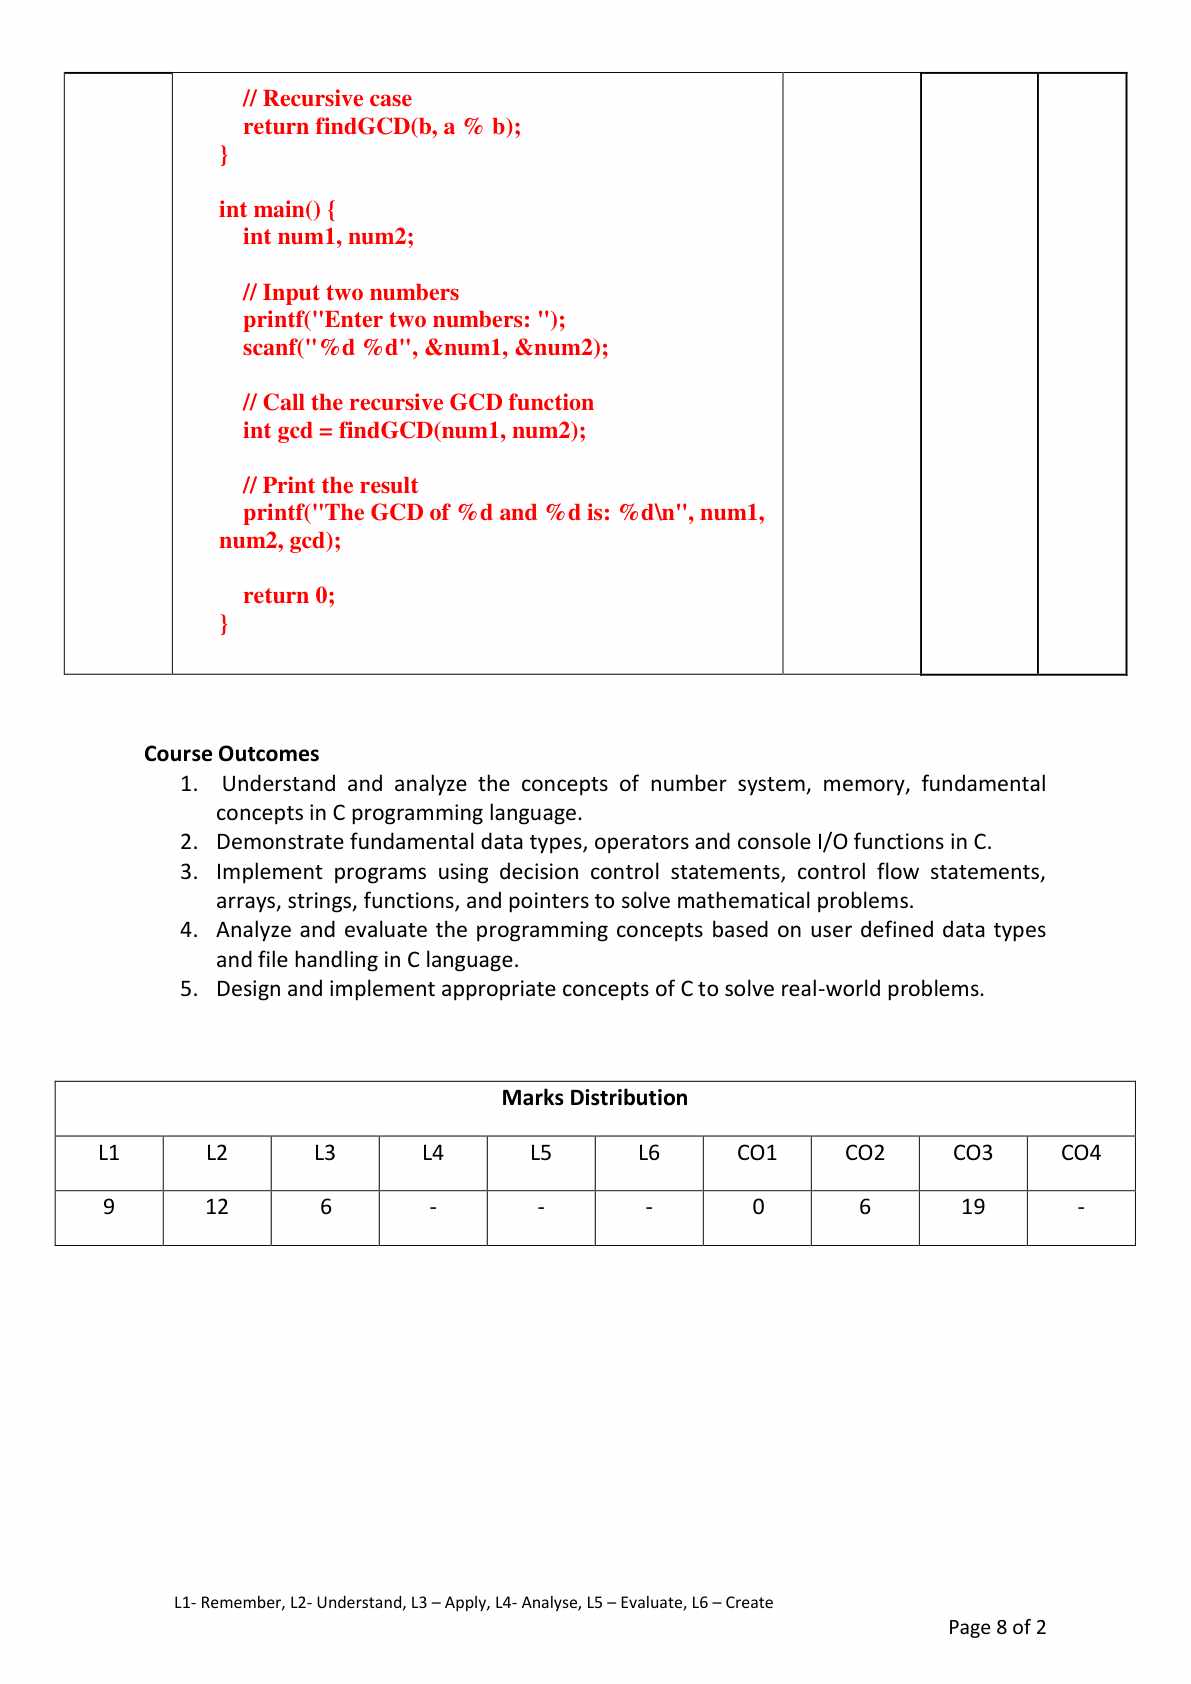 // Recursive case
return findGCD(b, a % b);
}
int main() {
int num1, num2;
// Input two numbers
printf("Enter two numbers: ");
scanf("%d %d", &num1, &num2);
// Call the recursive GCD function
int gcd = findGCD(num1, num2);
// Print the result
printf("The GCD of %d and %d is: %d\n", num1,
num2, gcd);
return 0;
}
Course Outcomes
1. Understand and analyze the concepts of number system, memory, fundamental
concepts in C programming language.
2. Demonstrate fundamental data types, operators and console I/O functions in C.
3. Implement programs using decision control statements, control flow statements,
arrays, strings, functions, and pointers to solve mathematical problems.
4. Analyze and evaluate the programming concepts based on user defined data types
and file handling in C language.
5. Design and implement appropriate concepts of C to solve real-world problems.
Marks Distribution
L1 L2 L3 L4 L5 L6 CO1 CO2 CO3 CO4
9 12 6 - - - 0 6 19 -
L1- Remember, L2- Understand, L3 – Apply, L4- Analyse, L5 – Evaluate, L6 – Create
Page 8 of 2